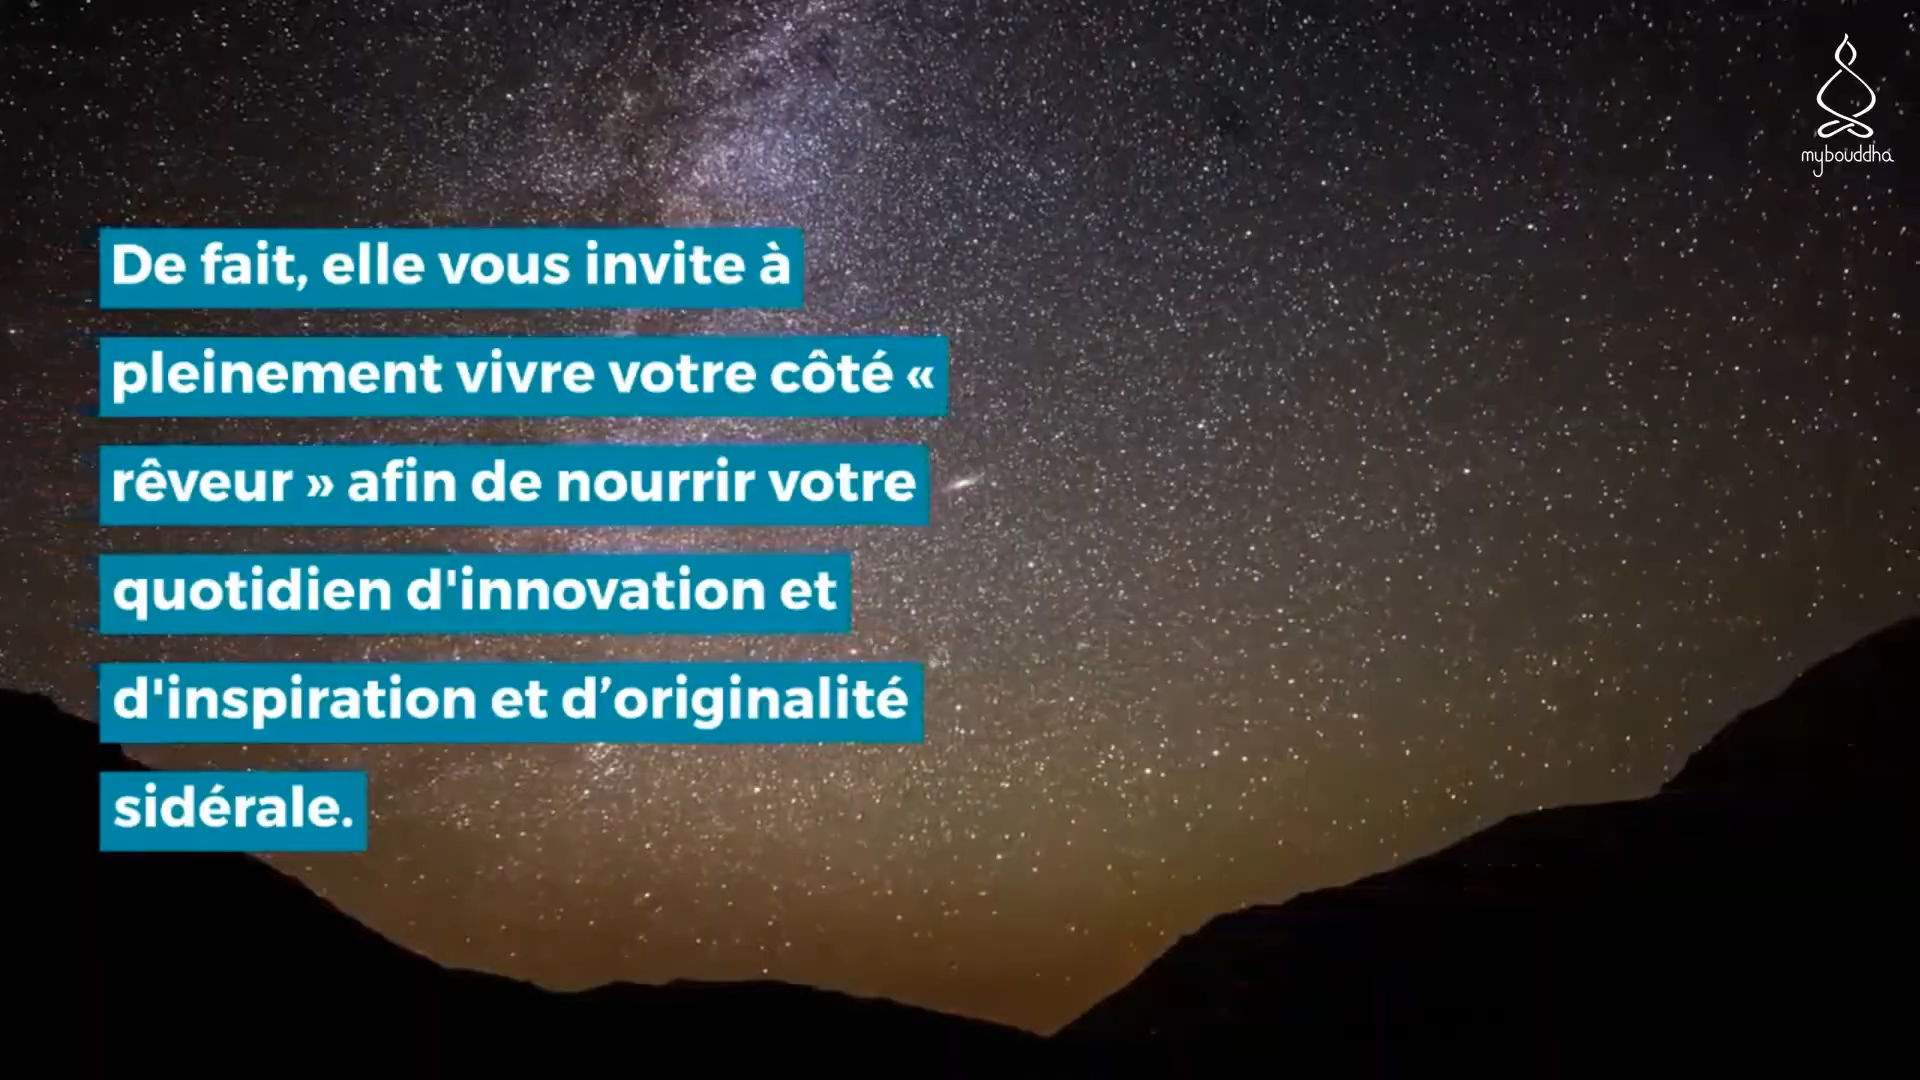 mybouddha
De fait, elle vous invite à
pleinement vivre votre côté «
rêveur » afin de nourrir votre
quotidien d'innovation et
d'inspiration et d’originalité
sidérale.